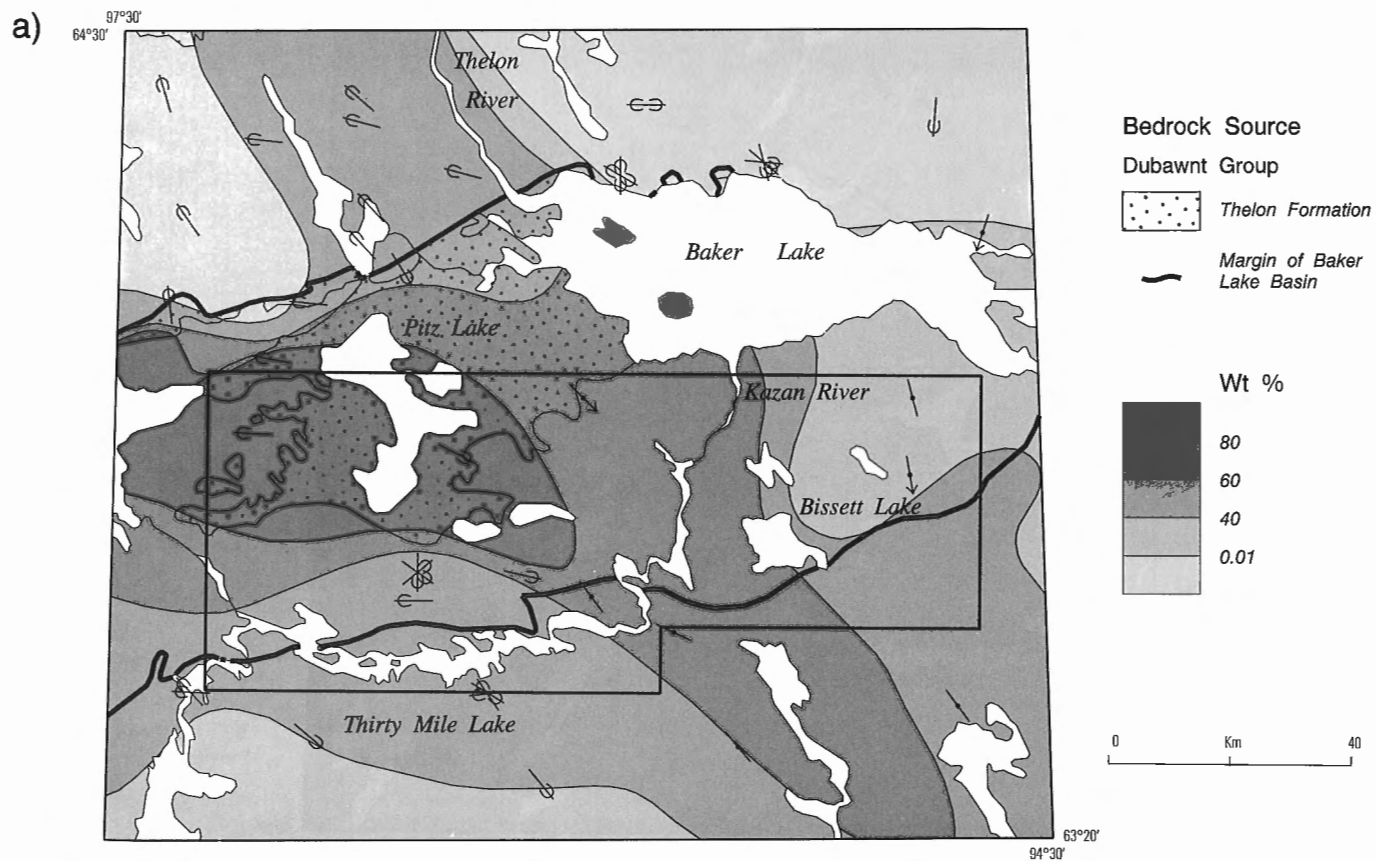 a)
97°30'
64°30'
Thelon
River
Baker Lake
Pitz Lake
Kazan River
Bissett Lake
Thirty Mile Lake
63°20'
94°30'
Bedrock Source
Dubawnt Group
Thelon Formation
Margin of Baker
Lake Basin
Wt %
80
60
40
0.01
0 Km 40